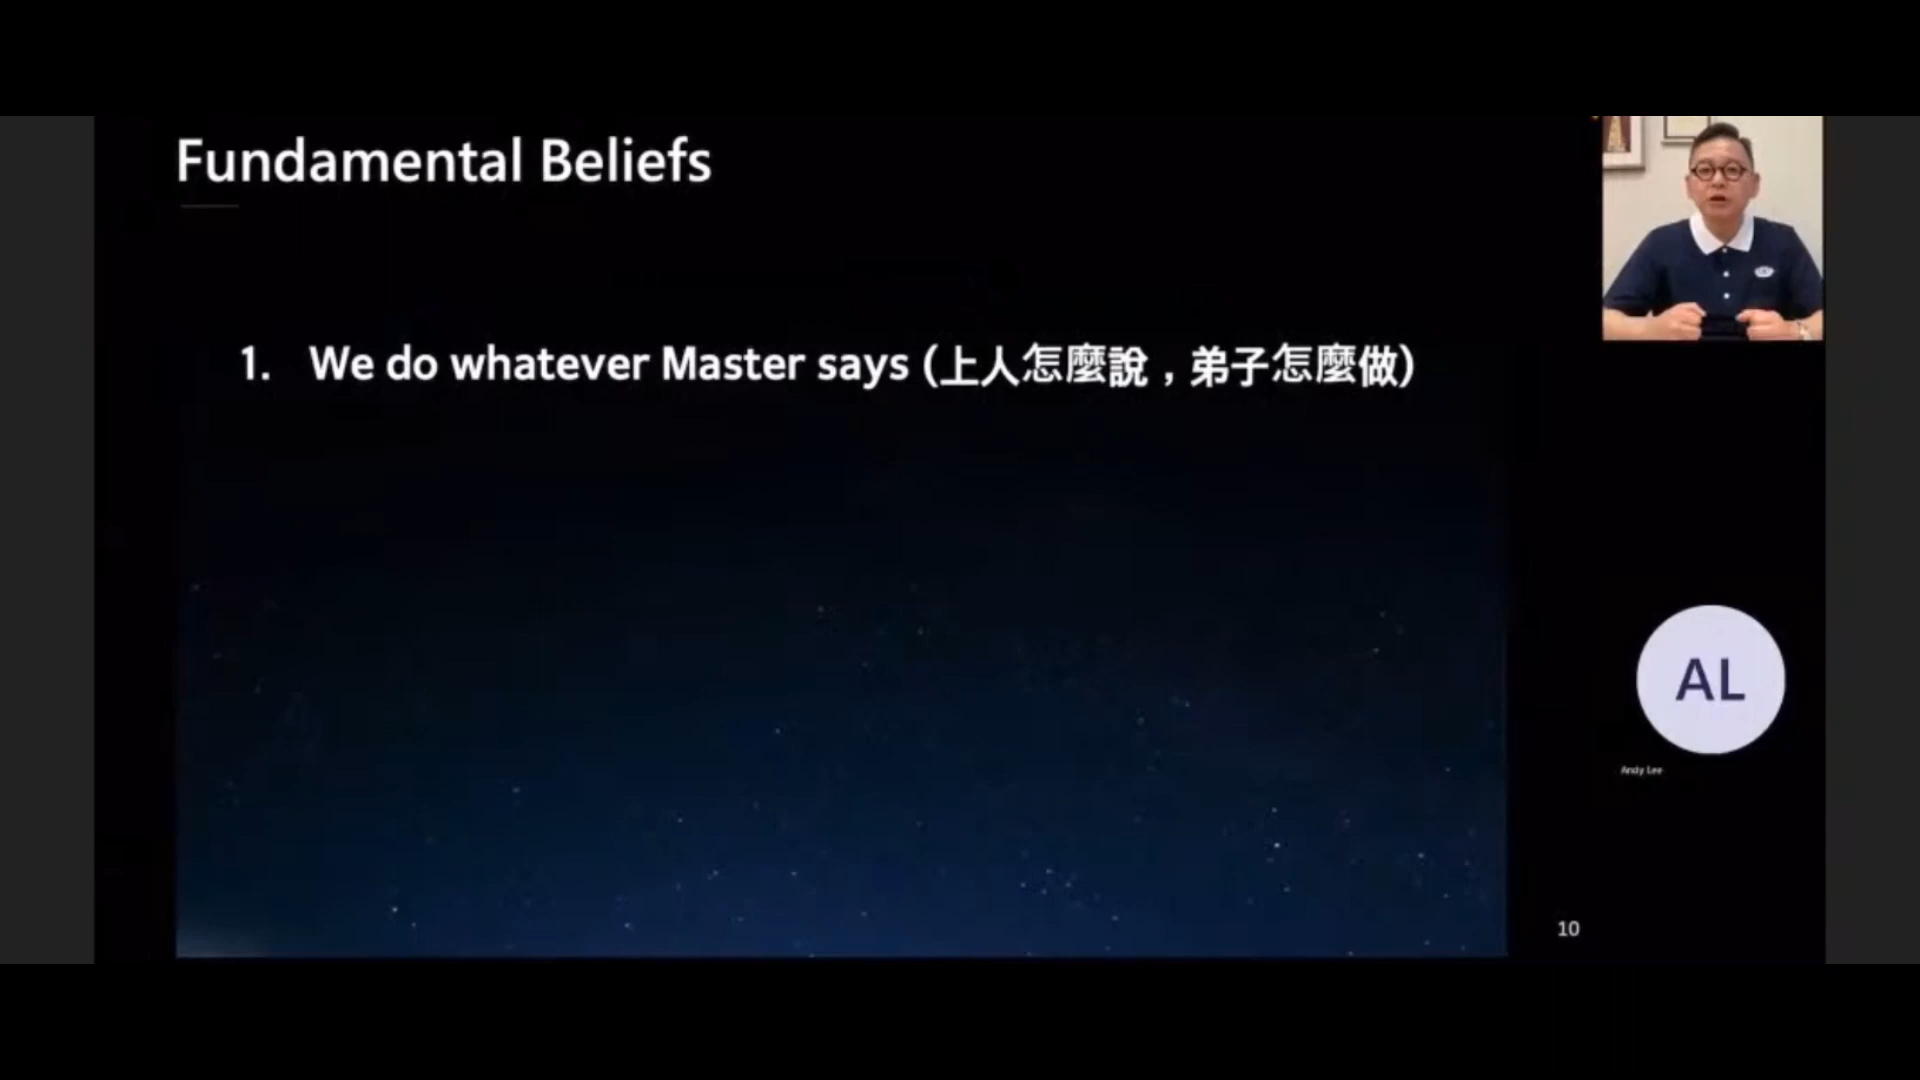 Fundamental Beliefs
1. We do whatever Master says (上人怎麼說，弟子怎麼做)
AL
Andy Lee
10